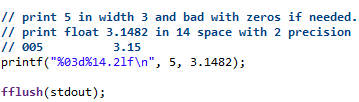 // print 5 in width 3 and bad with zeros if needed.
// print float 3.1482 in 14 space with 2 precision
// 005          3.15
printf("%03d%14.2lf\n", 5, 3.1482);
fflush(stdout);